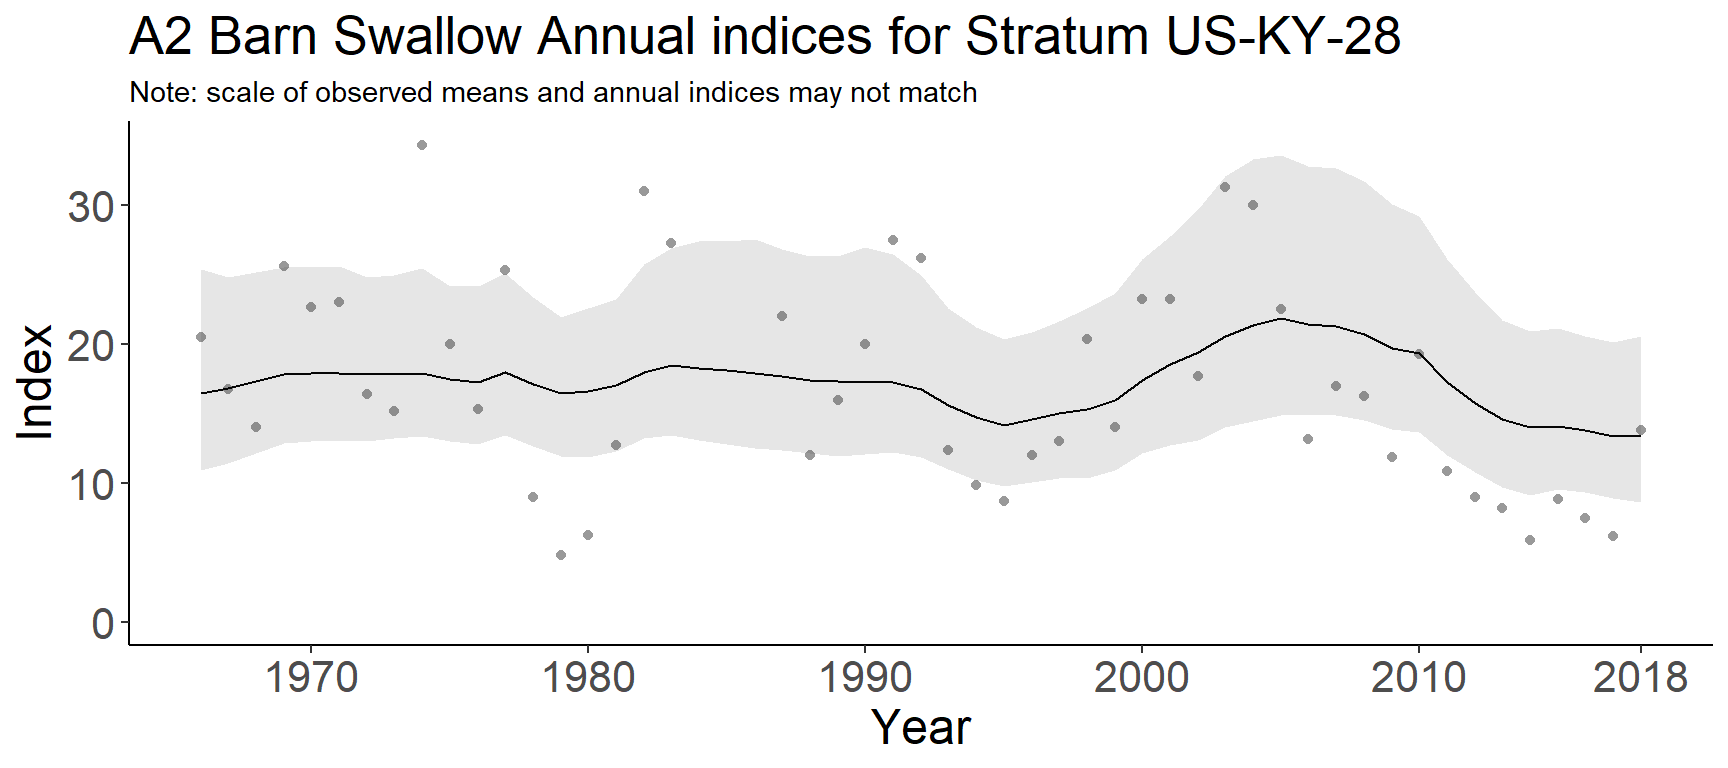 A2 Barn Swallow Annual indices for Stratum US-KY-28
Note: scale of observed means and annual indices may not match
30
20
10
0
Index
1970 1980 1990 2000 2010 2018
Year